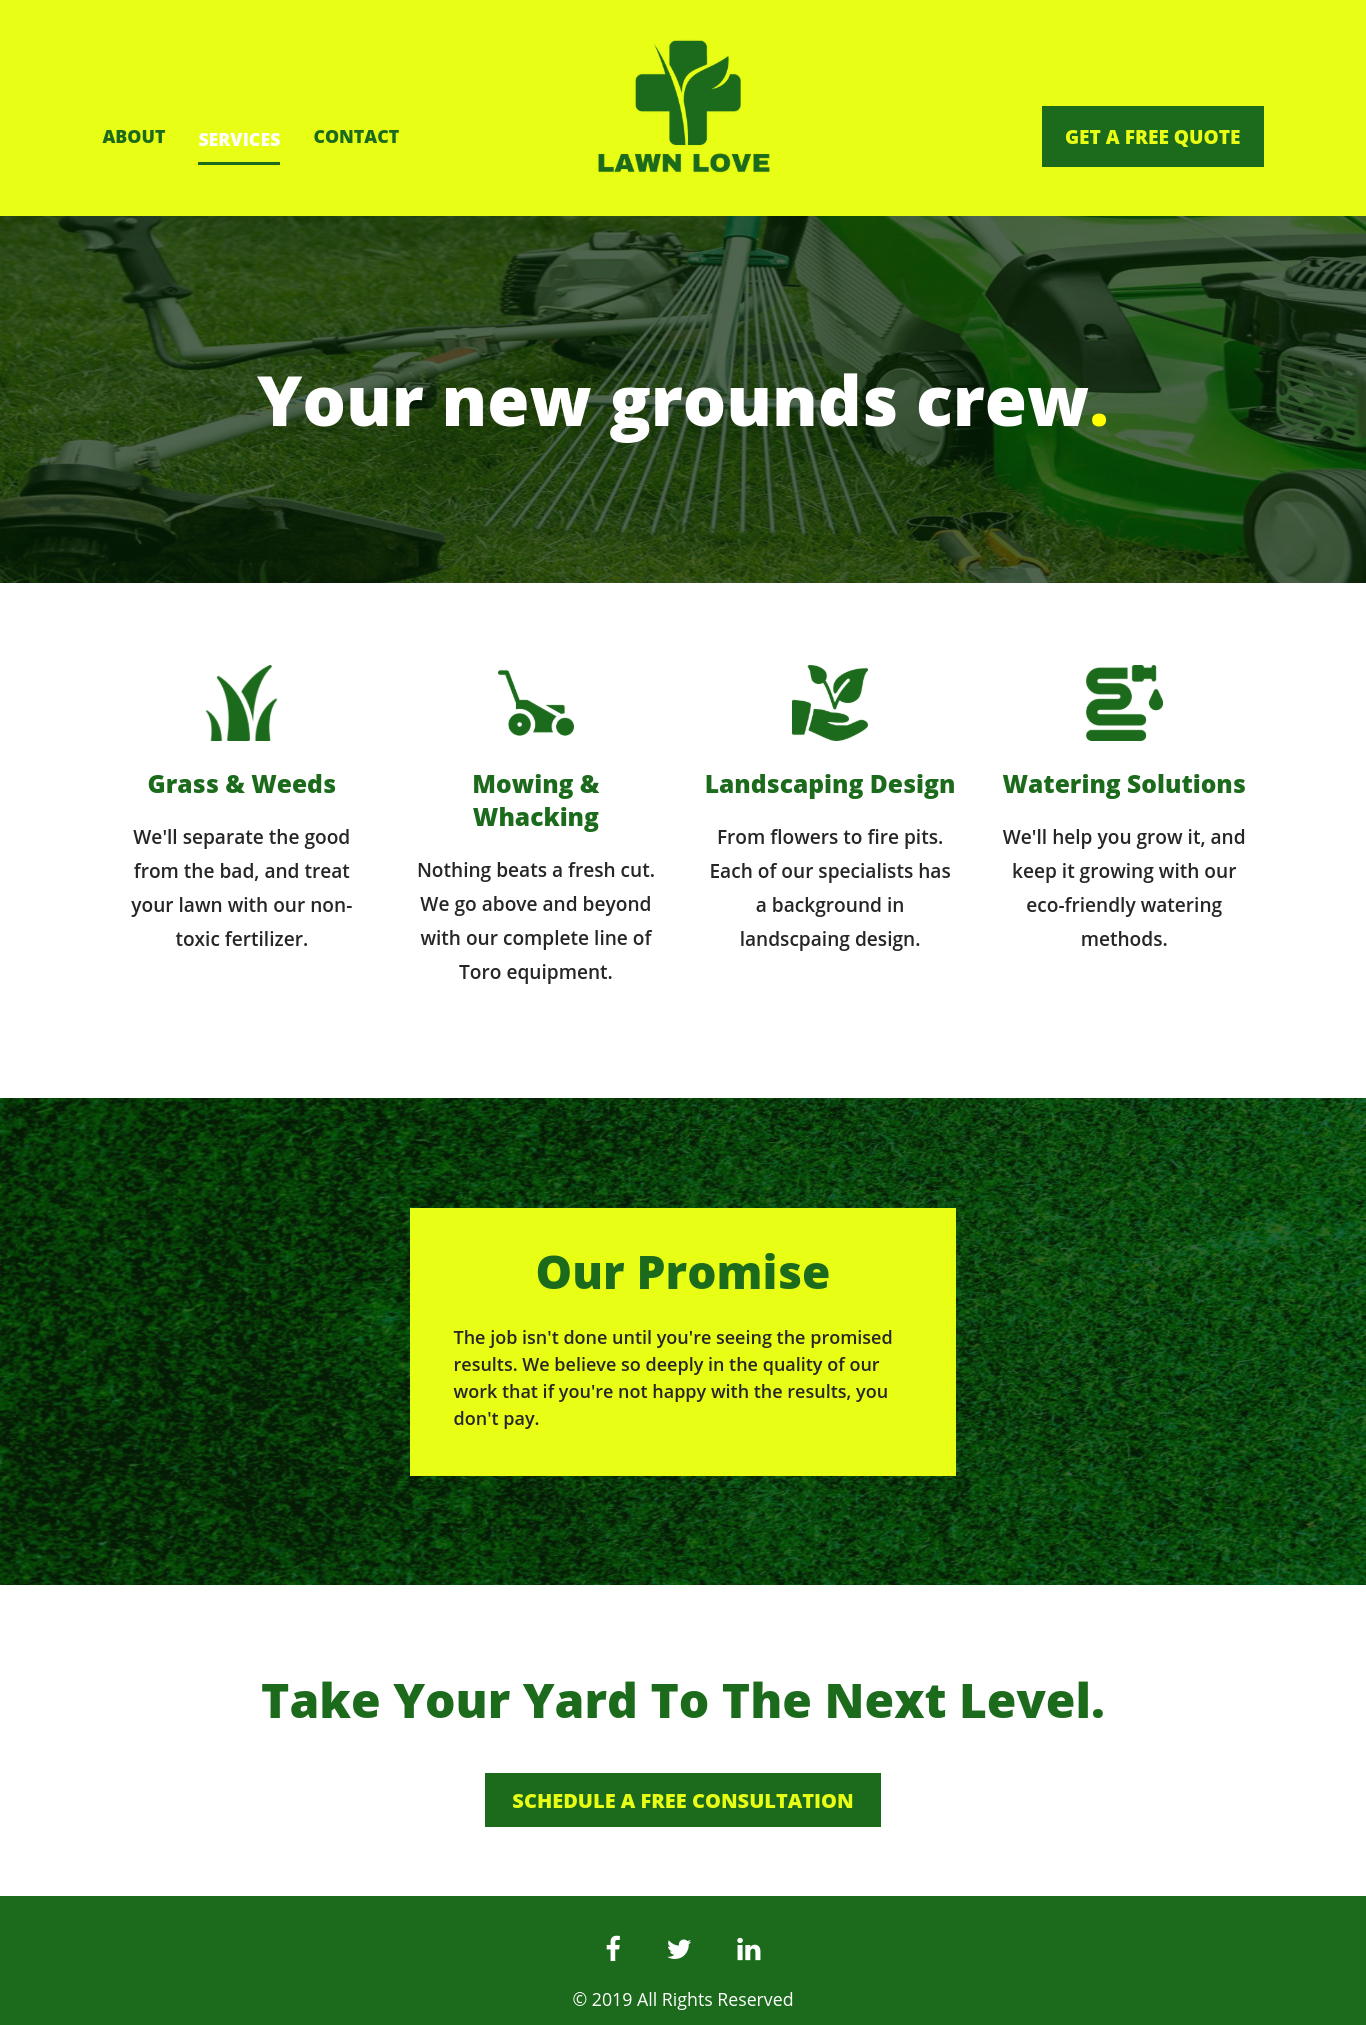 ABOUT
SERVICES
CONTACT
LAWN LOVE
GET A FREE QUOTE
Your new grounds crew.
Grass & Weeds
We'll separate the good
from the bad, and treat
your lawn with our non-
toxic fertilizer.
Mowing &
Whacking
Nothing beats a fresh cut.
We go above and beyond
with our complete line of
Toro equipment.
Landscaping Design
From flowers to fire pits.
Each of our specialists has
a background in
landscpaing design.
Watering Solutions
We'll help you grow it, and
keep it growing with our
eco-friendly watering
methods.
Our Promise
The job isn't done until you're seeing the promised
results. We believe so deeply in the quality of our
work that if you're not happy with the results, you
don't pay.
Take Your Yard To The Next Level.
SCHEDULE A FREE CONSULTATION
© 2019 All Rights Reserved